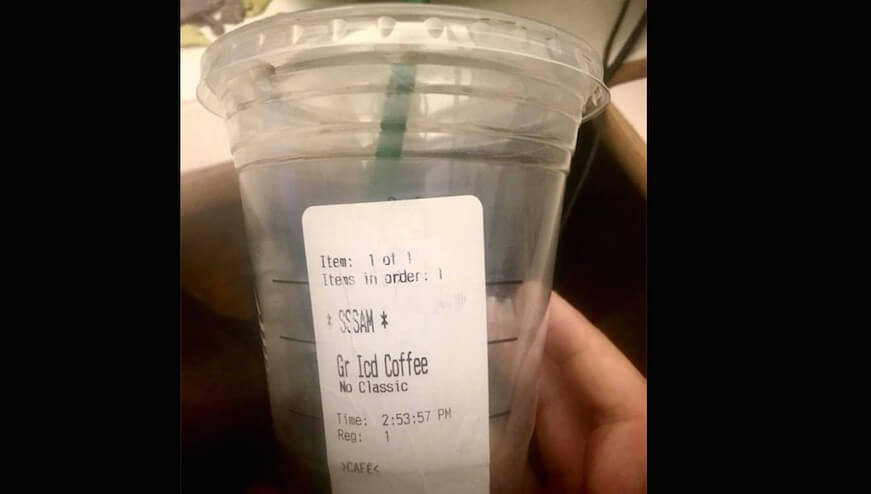 Item: 1 of 1
Items in order: 1
* SSSAM *
Gr Icd Coffee
No Classic
Time: 2:53:57 PM
Reg: 1
>CAFE<